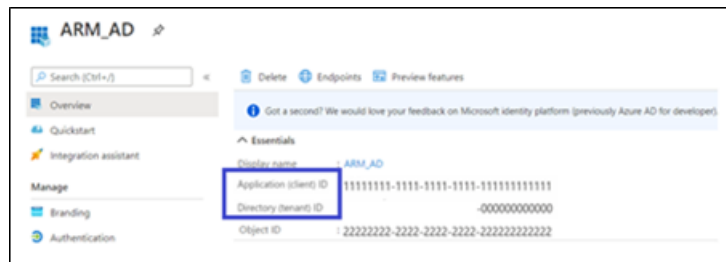 ARM_AD
Search (Ctrl+/)
«
Delete Endpoints Preview features
Overview
Got a second? We would love your feedback on Microsoft identity platform (previously Azure AD for developer).
Quickstart
Essentials
Integration assistant
Display name : ARM_AD
Manage
Application (client) ID 11111111-1111-1111-1111-111111111111
Branding
Directory (tenant) ID -000000000000
Authentication
Object ID : 22222222-2222-2222-2222-222222222222